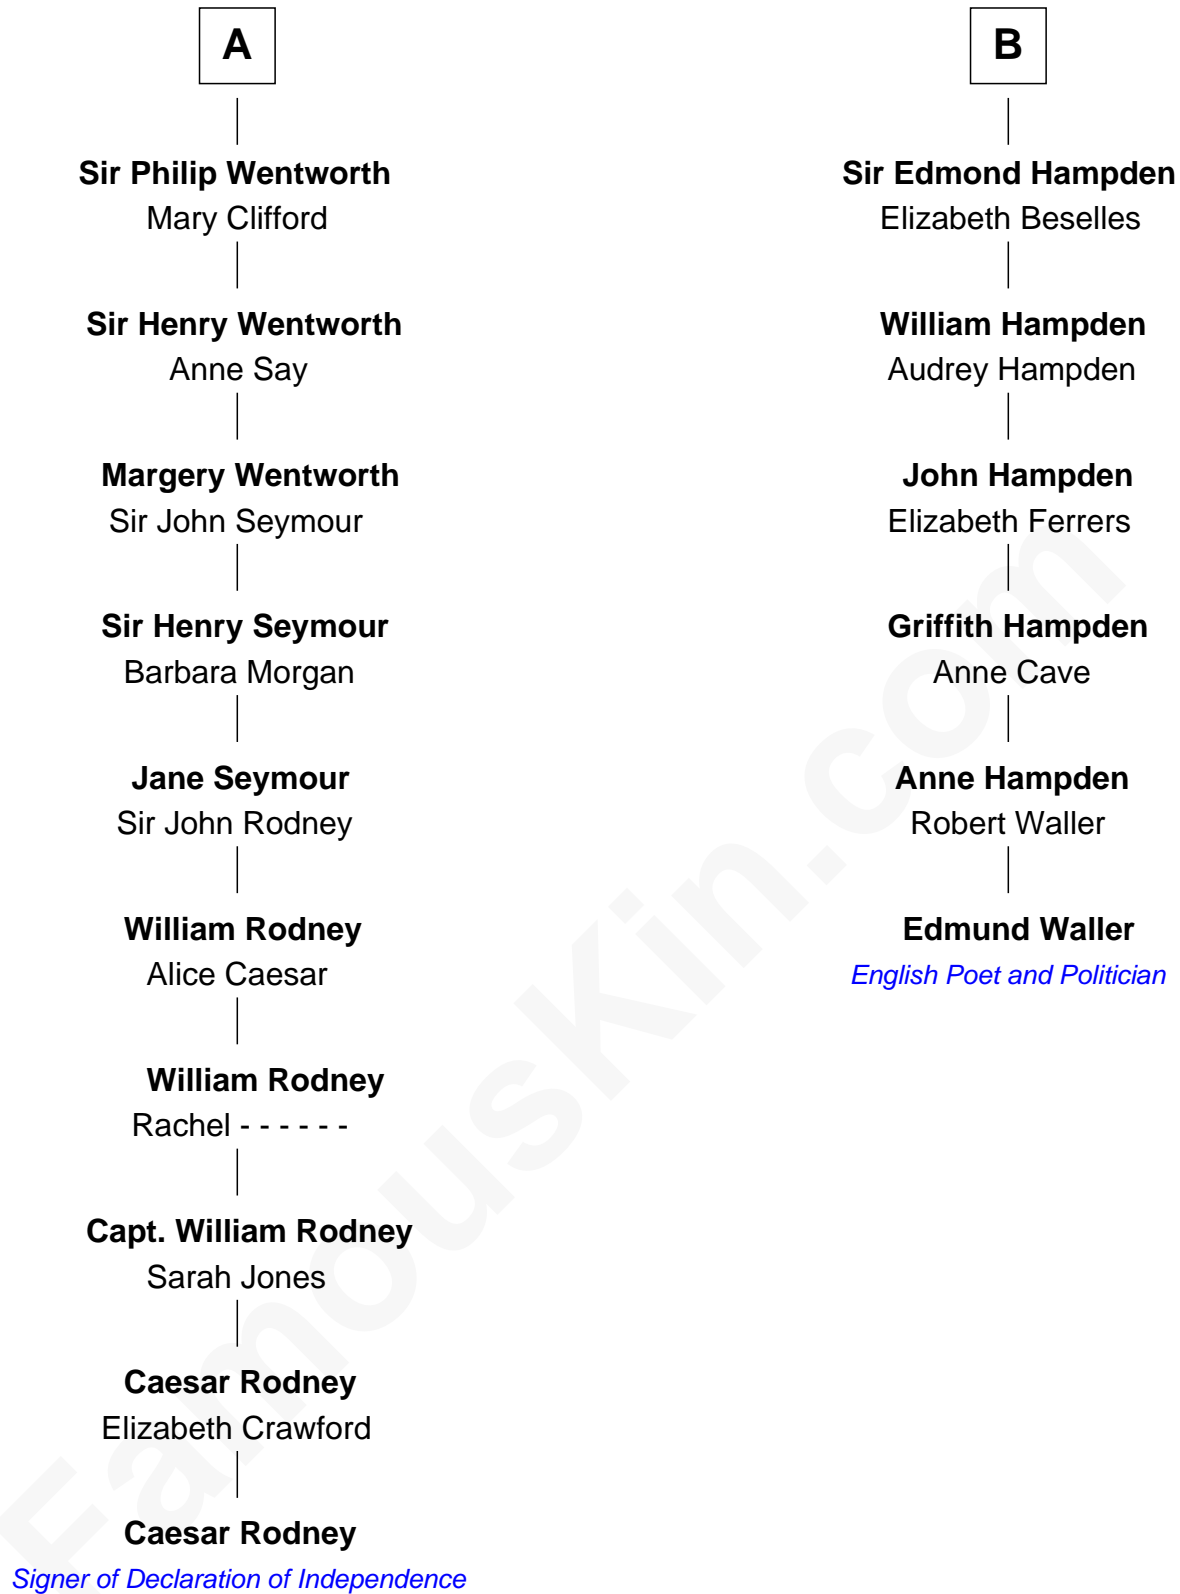 A
Sir Philip Wentworth
Mary Clifford
Sir Henry Wentworth
Anne Say
Margery Wentworth
Sir John Seymour
Sir Henry Seymour
Barbara Morgan
Jane Seymour
Sir John Rodney
William Rodney
Alice Caesar
William Rodney
Rachel - - - - - -
Capt. William Rodney
Sarah Jones
Caesar Rodney
Elizabeth Crawford
Caesar Rodney
Signer of Declaration of Independence
B
Sir Edmond Hampden
Elizabeth Beselles
William Hampden
Audrey Hampden
John Hampden
Elizabeth Ferrers
Griffith Hampden
Anne Cave
Anne Hampden
Robert Waller
Edmund Waller
English Poet and Politician
FamousKin.com